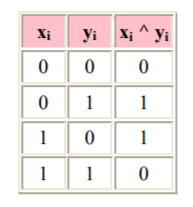 xᵢ yᵢ xᵢ ^ yᵢ
0 0 0
0 1 1
1 0 1
1 1 0